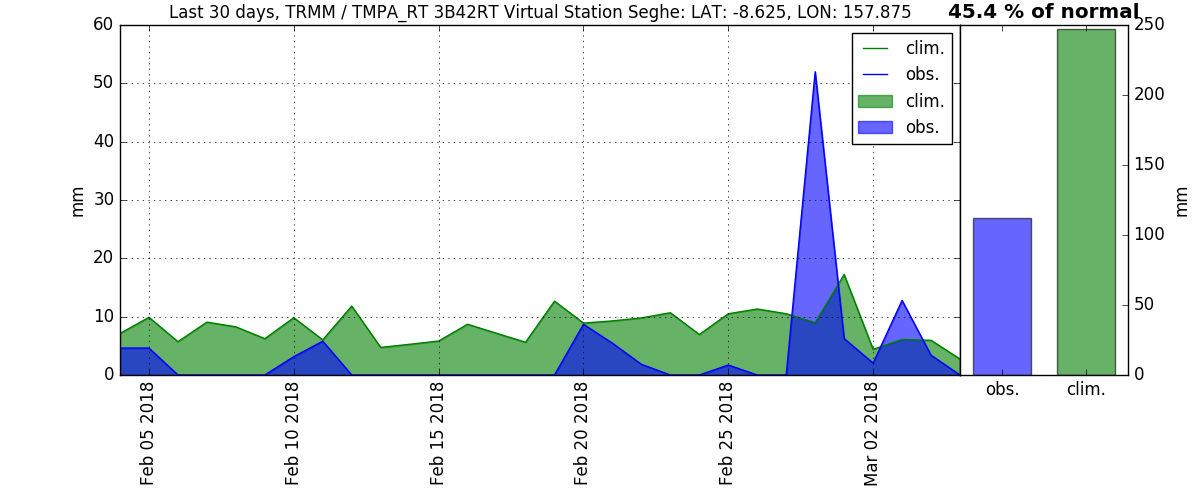 Last 30 days, TRMM / TMPA_RT 3B42RT Virtual Station Seghe: LAT: -8.625, LON: 157.875
45.4 % of normal
60
50
40
30
20
10
0
mm
clim.
obs.
clim.
obs.
Feb 05 2018
Feb 10 2018
Feb 15 2018
Feb 20 2018
Feb 25 2018
Mar 02 2018
250
200
150
100
50
0
mm
obs.
clim.